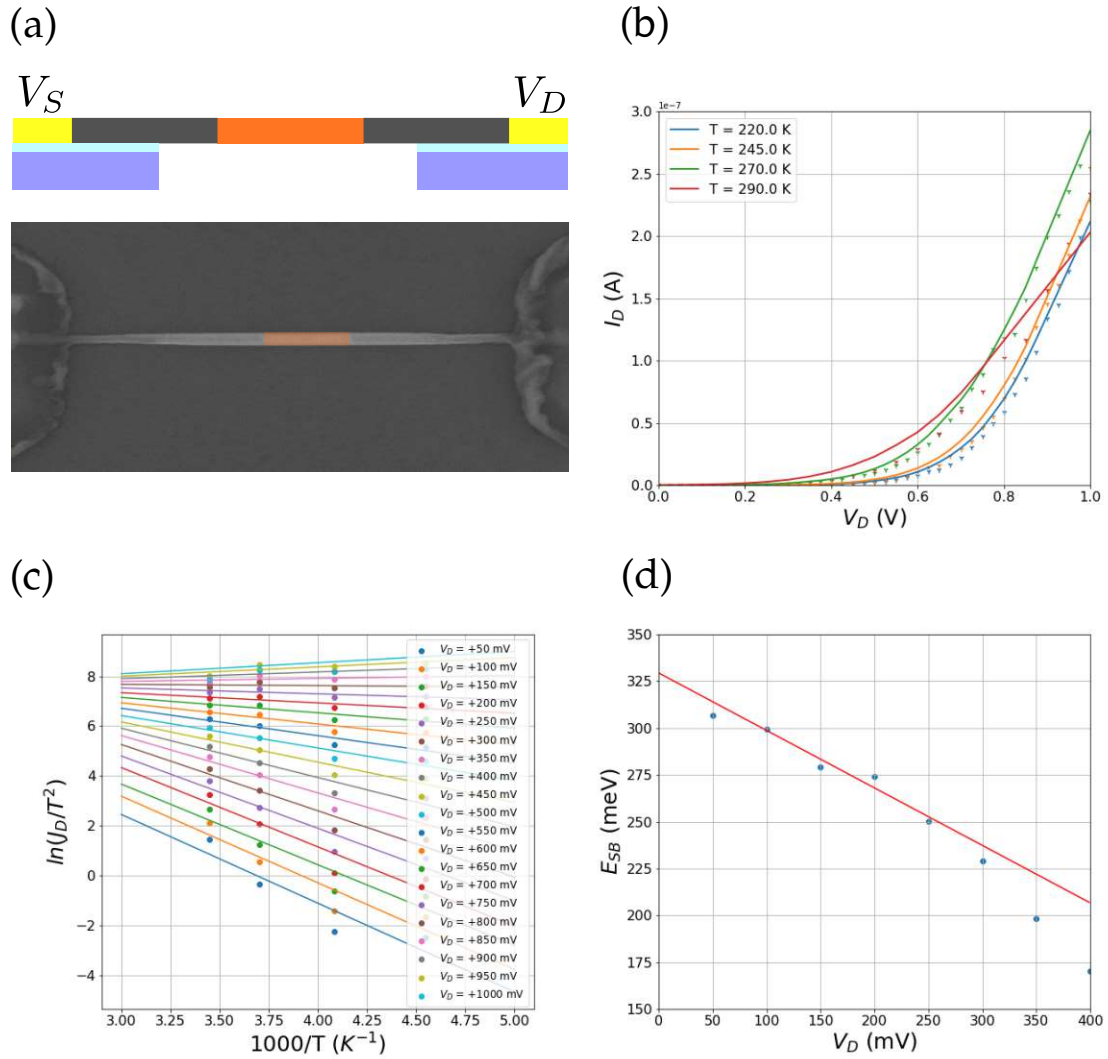 (a)
V_S
V_D
(b)
1e-7
3.0
2.5
2.0
1.5
1.0
0.5
0.0
I_D (A)
T = 220.0 K
T = 245.0 K
T = 270.0 K
T = 290.0 K
0.0 0.2 0.4 0.6 0.8 1.0
V_D (V)
(c)
8
6
4
2
0
−2
−4
ln(J_D/T²)
V_D = +50 mV
V_D = +100 mV
V_D = +150 mV
V_D = +200 mV
V_D = +250 mV
V_D = +300 mV
V_D = +350 mV
V_D = +400 mV
V_D = +450 mV
V_D = +500 mV
V_D = +550 mV
V_D = +600 mV
V_D = +650 mV
V_D = +700 mV
V_D = +750 mV
V_D = +800 mV
V_D = +850 mV
V_D = +900 mV
V_D = +950 mV
V_D = +1000 mV
3.00 3.25 3.50 3.75 4.00 4.25 4.50 4.75 5.00
1000/T (K⁻¹)
(d)
350
325
300
275
250
225
200
175
150
E_SB (meV)
0 50 100 150 200 250 300 350 400
V_D (mV)